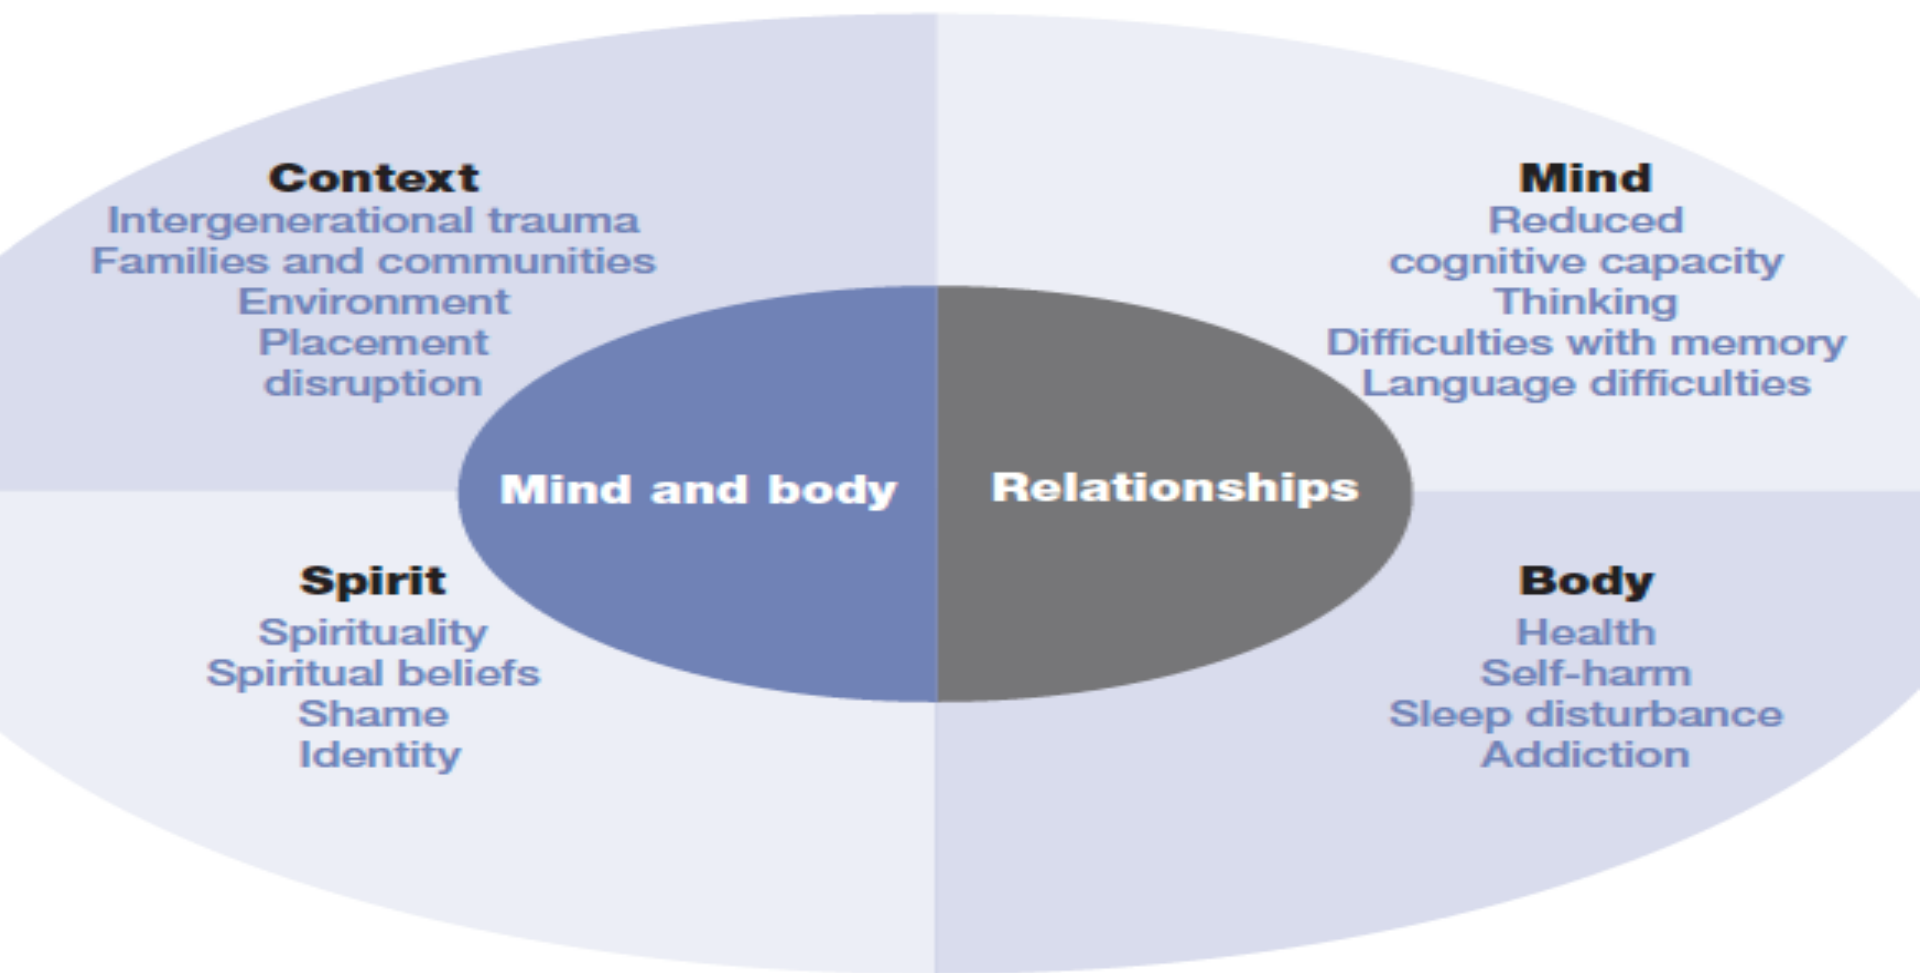 Context
Intergenerational trauma
Families and communities
Environment
Placement
disruption
Mind
Reduced
cognitive capacity
Thinking
Difficulties with memory
Language difficulties
Mind and body
Relationships
Spirit
Spirituality
Spiritual beliefs
Shame
Identity
Body
Health
Self-harm
Sleep disturbance
Addiction